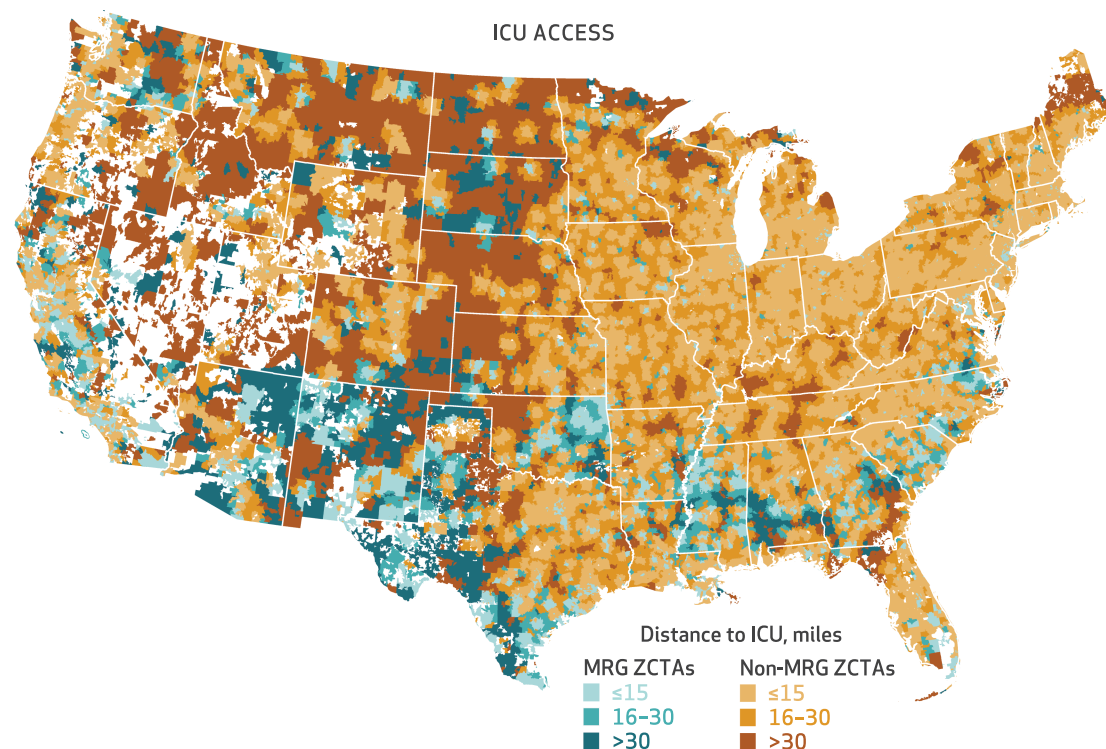 ICU ACCESS
Distance to ICU, miles
MRG ZCTAs Non-MRG ZCTAs
≤15 ≤15
16–30 16–30
>30 >30